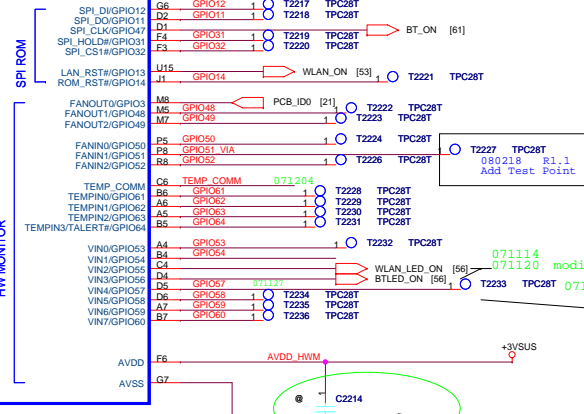 SPI_DI/GPIO12 G6 GPIO12 1 T2217 TPC28T
SPI_DO/GPIO11 D2 GPIO11 1 T2218 TPC28T
SPI_CLK/GPIO47 D1 BT_ON [61]
SPI_HOLD#/GPIO31 F4 GPIO31 1 T2219 TPC28T
SPI_CS1#/GPIO32 F3 GPIO32 1 T2220 TPC28T
SPI ROM
LAN_RST#/GPIO13 U15 WLAN_ON [53]
ROM_RST#/GPIO14 J1 GPIO14 1 T2221 TPC28T
FANOUT0/GPIO3 M8 PCB_ID0 [21]
FANOUT1/GPIO48 M5 GPIO48 1 T2222 TPC28T
FANOUT2/GPIO49 M7 GPIO49 1 T2223 TPC28T
FANIN0/GPIO50 P5 GPIO50 1 T2224 TPC28T
FANIN1/GPIO51 P8 GPIO51_VIA 1 T2227 TPC28T
FANIN2/GPIO52 R8 GPIO52 1 T2226 TPC28T
080218 R1.1
Add Test Point
TEMP_COMM C6 TEMP_COMM 071204
TEMPIN0/GPIO61 B6 GPIO61 1 T2228 TPC28T
TEMPIN1/GPIO62 A6 GPIO62 1 T2229 TPC28T
TEMPIN2/GPIO63 A5 GPIO63 1 T2230 TPC28T
TEMPIN3/TALERT#/GPIO64 B5 GPIO64 1 T2231 TPC28T
HW MONITOR
VIN0/GPIO53 A4 GPIO53 1 T2232 TPC28T
VIN1/GPIO54 B4 GPIO54
071114
VIN2/GPIO55 C4 WLAN_LED_ON [56] 071120 modi
VIN3/GPIO56 D4 BTLED_ON [56]
VIN4/GPIO57 D5 GPIO57 071127 1 T2233 TPC28T 071
VIN5/GPIO58 D6 GPIO58 1 T2234 TPC28T
VIN6/GPIO59 A7 GPIO59 1 T2235 TPC28T
VIN7/GPIO60 B7 GPIO60 1 T2236 TPC28T
+3VSUS
AVDD F6 AVDD_HWM
AVSS G7
@ 1 C2214